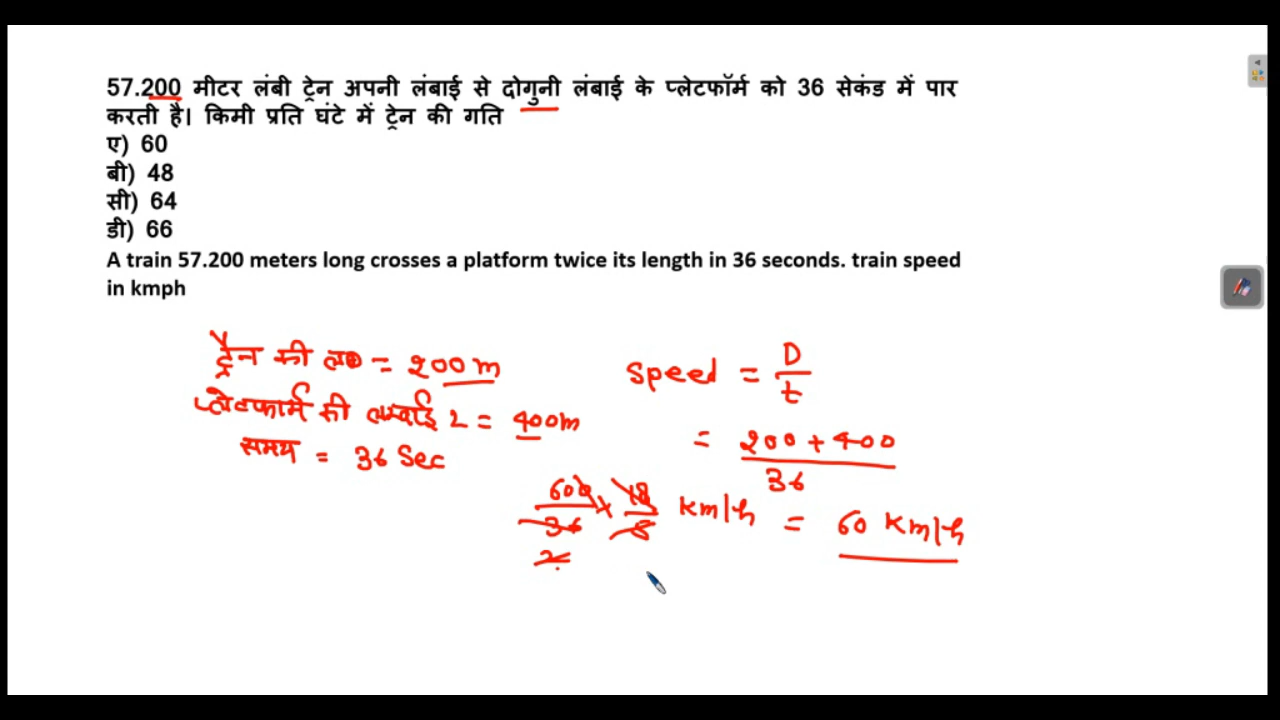 57.200 मीटर लंबी ट्रेन अपनी लंबाई से दोगुनी लंबाई के प्लेटफॉर्म को 36 सेकंड में पार
करती है। किमी प्रति घंटे में ट्रेन की गति
ए) 60
बी) 48
सी) 64
डी) 66
A train 57.200 meters long crosses a platform twice its length in 36 seconds. train speed
in kmph
ट्रेन की ल० = 200 m
प्लेटफार्म की लम्बाई = 400m
समय = 36 Sec
Speed = D/t
= 200 + 400 / 36
600/36 × 18/5 km/h = 60 km/h
2